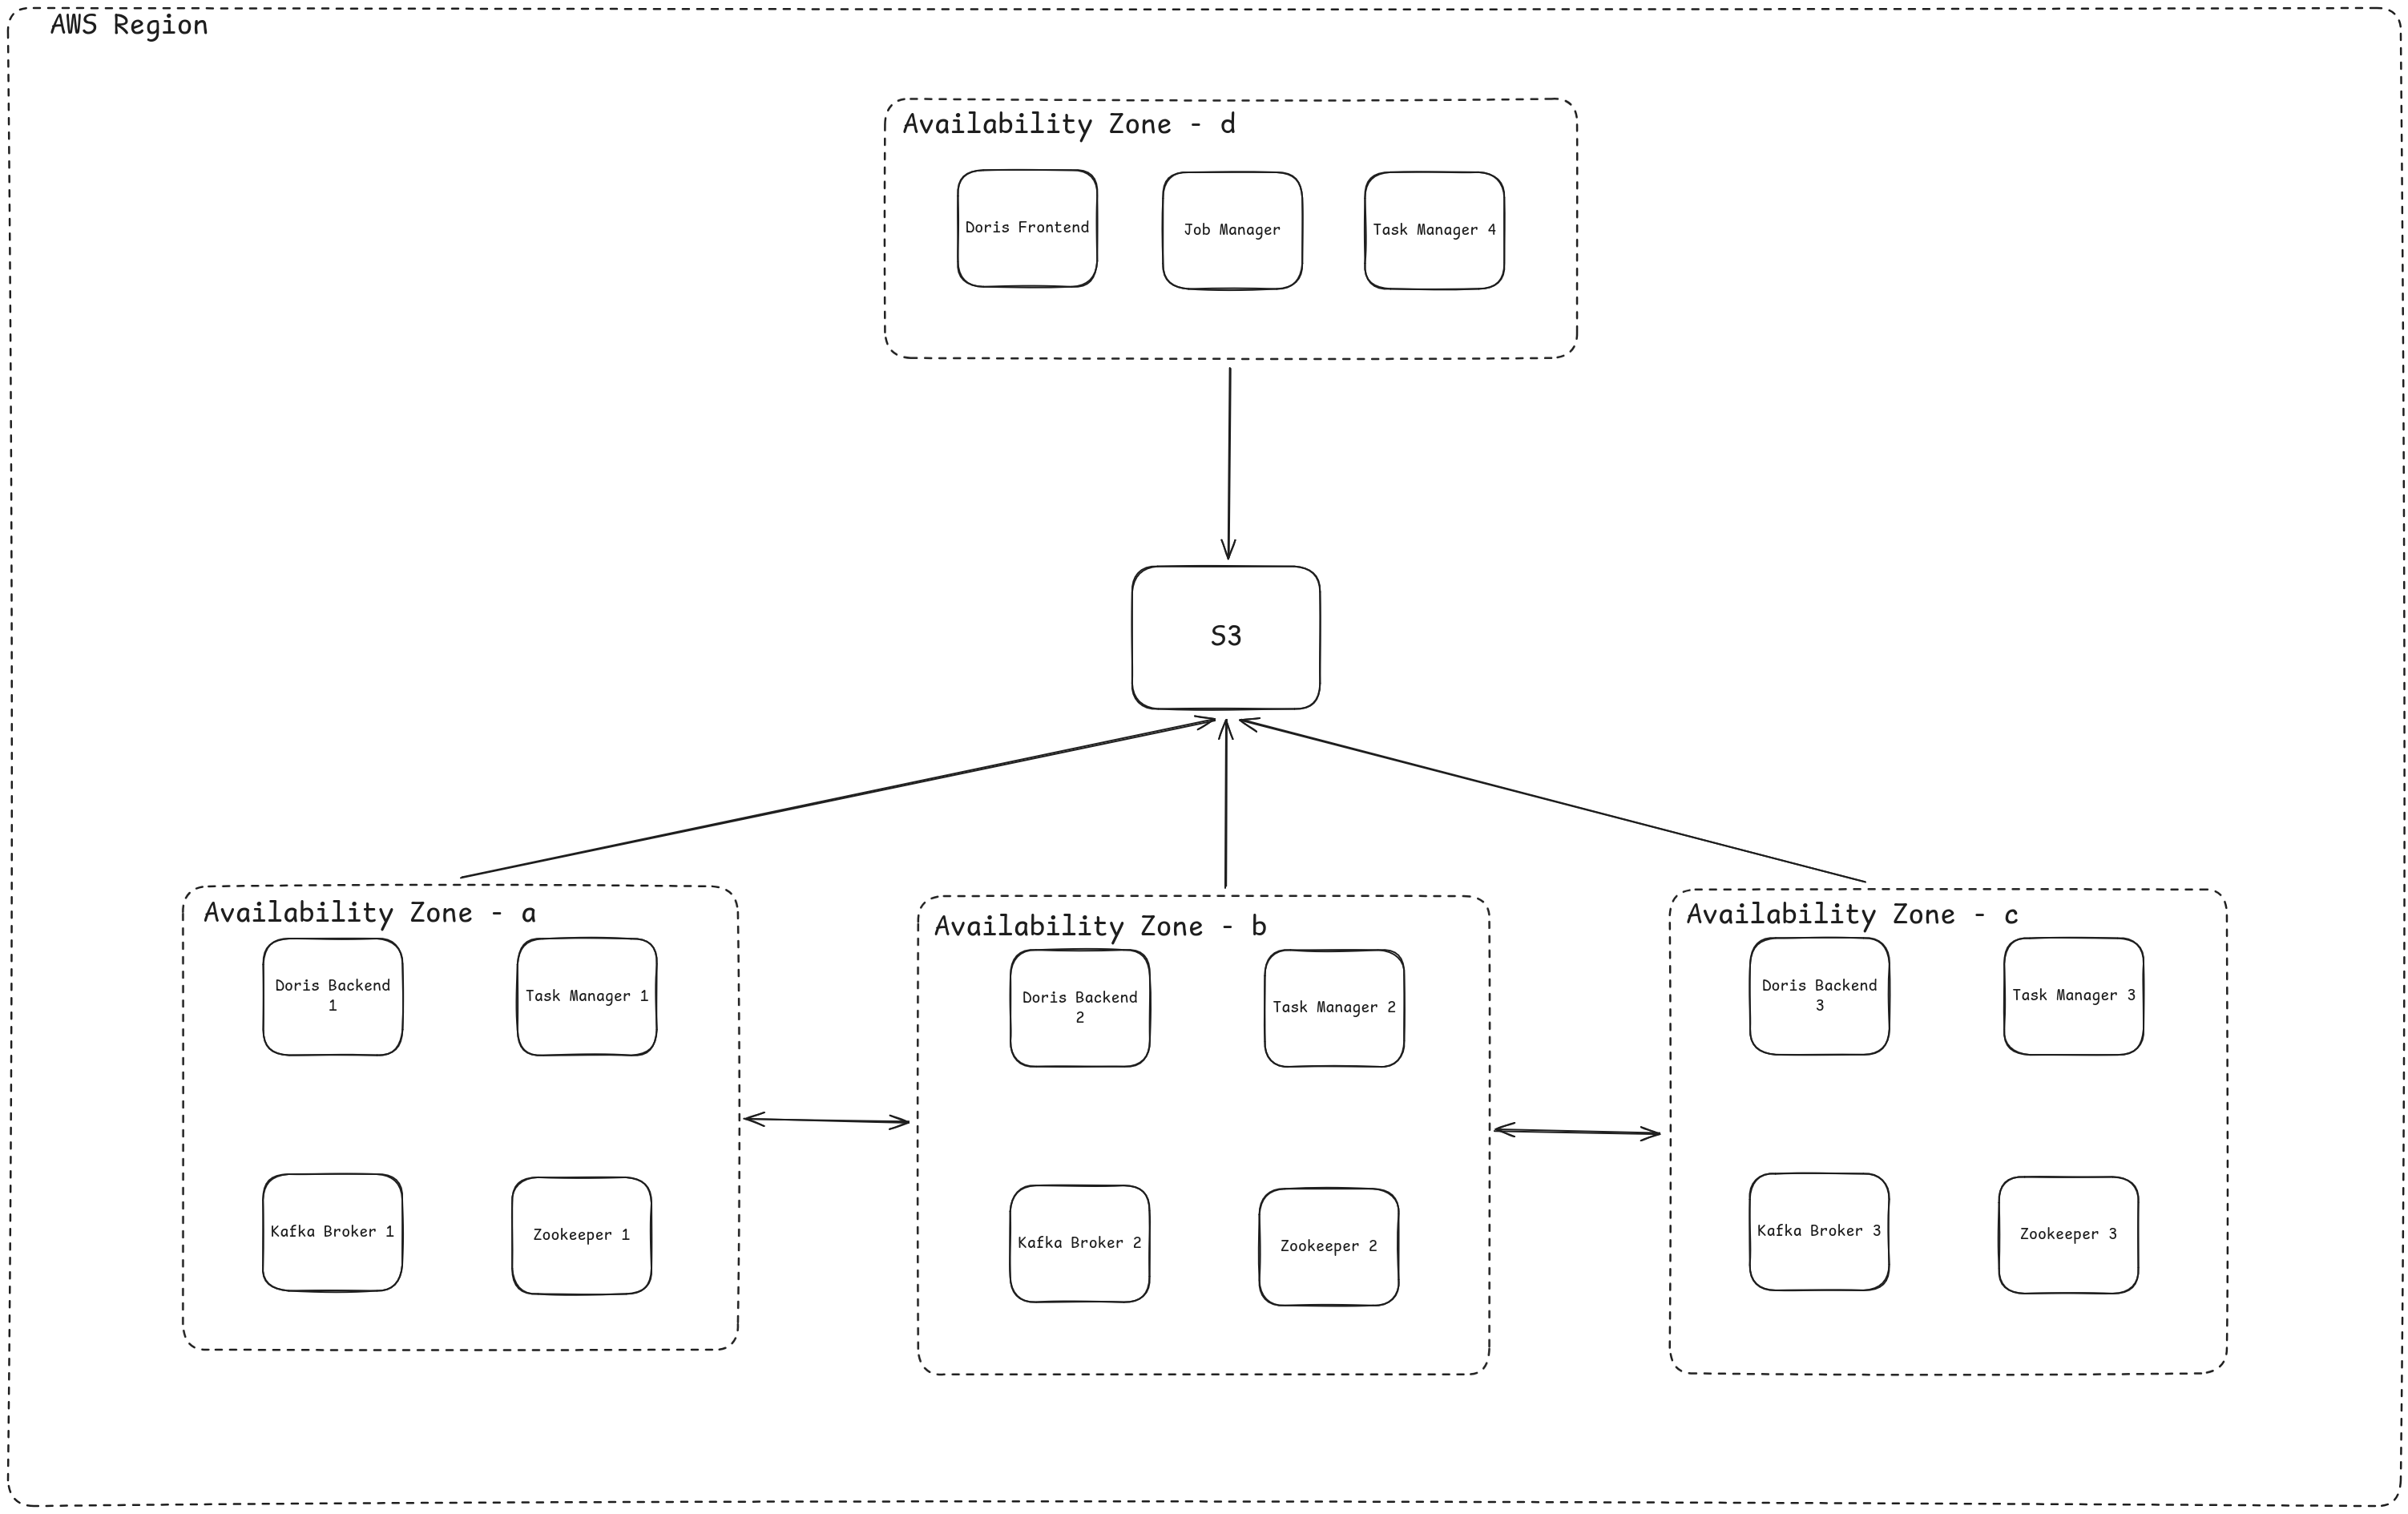 AWS Region
Availability Zone - d
Doris Frontend
Job Manager
Task Manager 4
S3
Availability Zone - a
Doris Backend
1
Task Manager 1
Kafka Broker 1
Zookeeper 1
Availability Zone - b
Doris Backend
2
Task Manager 2
Kafka Broker 2
Zookeeper 2
Availability Zone - c
Doris Backend
3
Task Manager 3
Kafka Broker 3
Zookeeper 3